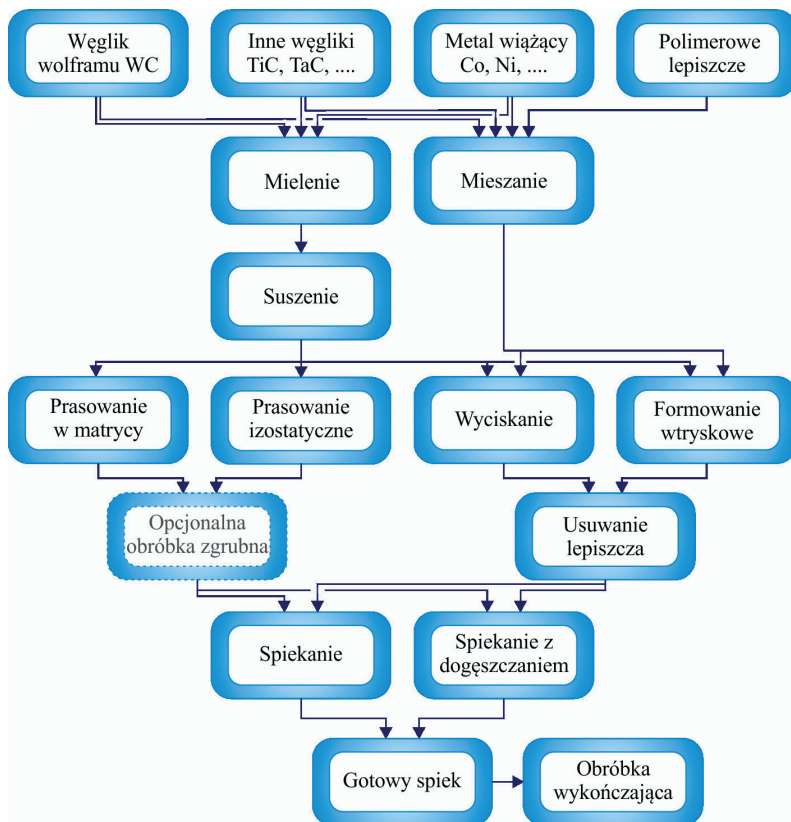 Węglik
wolframu WC
Inne węgliki
TiC, TaC, ....
Metal wiążący
Co, Ni, ....
Polimerowe
lepiszcze
Mielenie
Mieszanie
Suszenie
Prasowanie
w matrycy
Prasowanie
izostatyczne
Wyciskanie
Formowanie
wtryskowe
Opcjonalna
obróbka zgrubna
Usuwanie
lepiszcza
Spiekanie
Spiekanie z
dogęszczaniem
Gotowy spiek
Obróbka
wykończająca